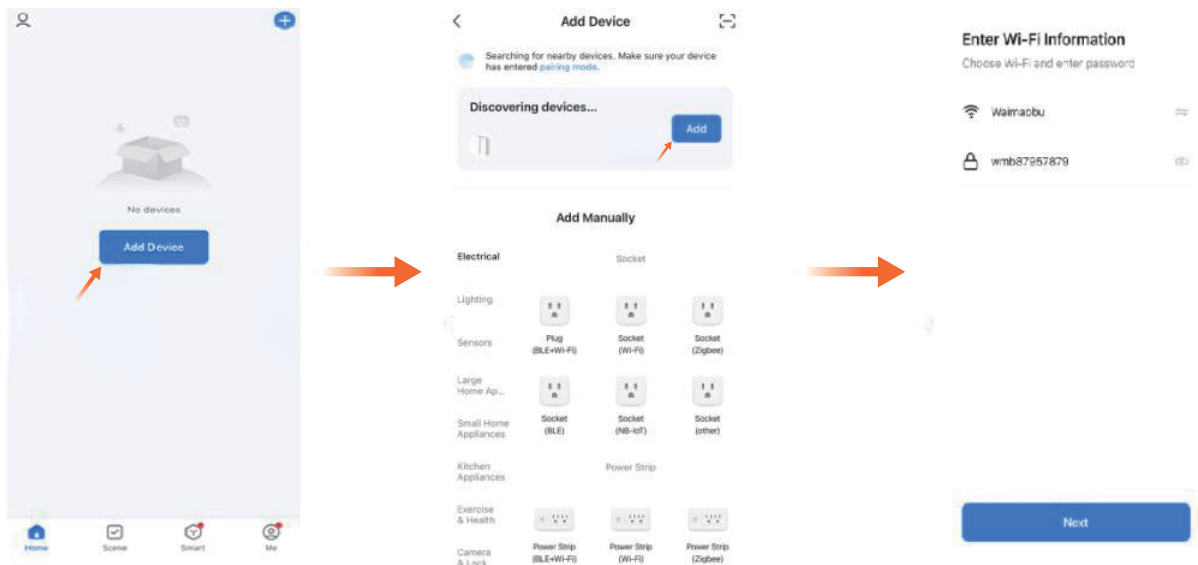 No devices
Add Device
Home
Scene
Smart
Me
Add Device
Searching for nearby devices. Make sure your device
has entered pairing mode.
Discovering devices...
Add
Add Manually
Electrical
Socket
Lighting
Sensors
Plug
(BLE+Wi-Fi)
Socket
(Wi-Fi)
Socket
(Zigbee)
Large
Home Ap...
Small Home
Appliances
Socket
(BLE)
Socket
(NB-IoT)
Socket
(other)
Kitchen
Appliances
Power Strip
Exercise
& Health
Camera
& Lock
Power Strip
(BLE+Wi-Fi)
Power Strip
(Wi-Fi)
Power Strip
(Zigbee)
Enter Wi-Fi Information
Choose Wi-Fi and enter password
Waimaobu
wmb87957879
Next